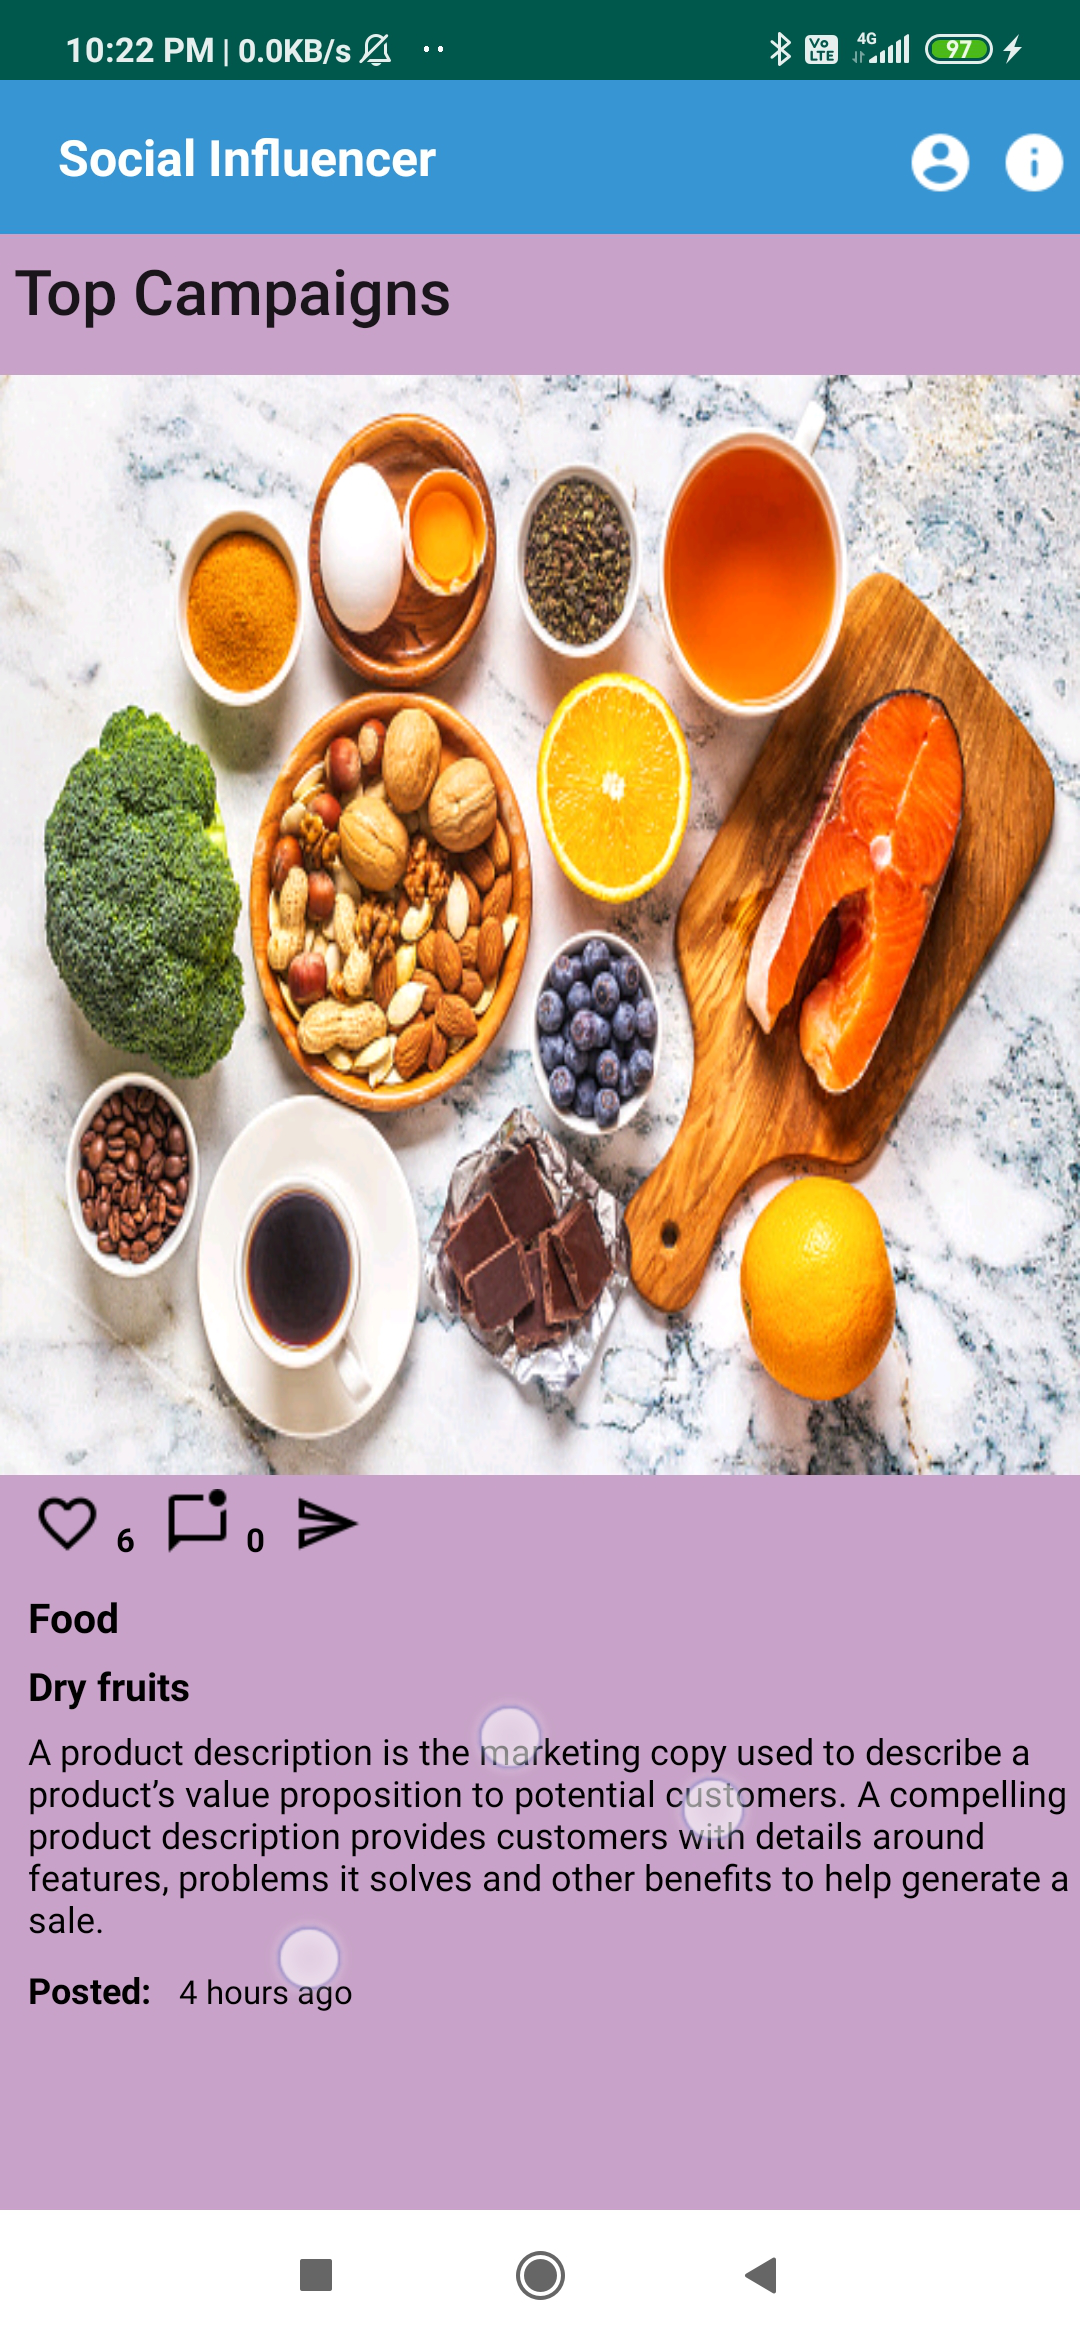 10:22 PM | 0.0KB/s
Vo LTE 4G 97
Social Influencer
Top Campaigns
6 0
Food
Dry fruits
A product description is the marketing copy used to describe a
product’s value proposition to potential customers. A compelling
product description provides customers with details around
features, problems it solves and other benefits to help generate a
sale.
Posted: 4 hours ago